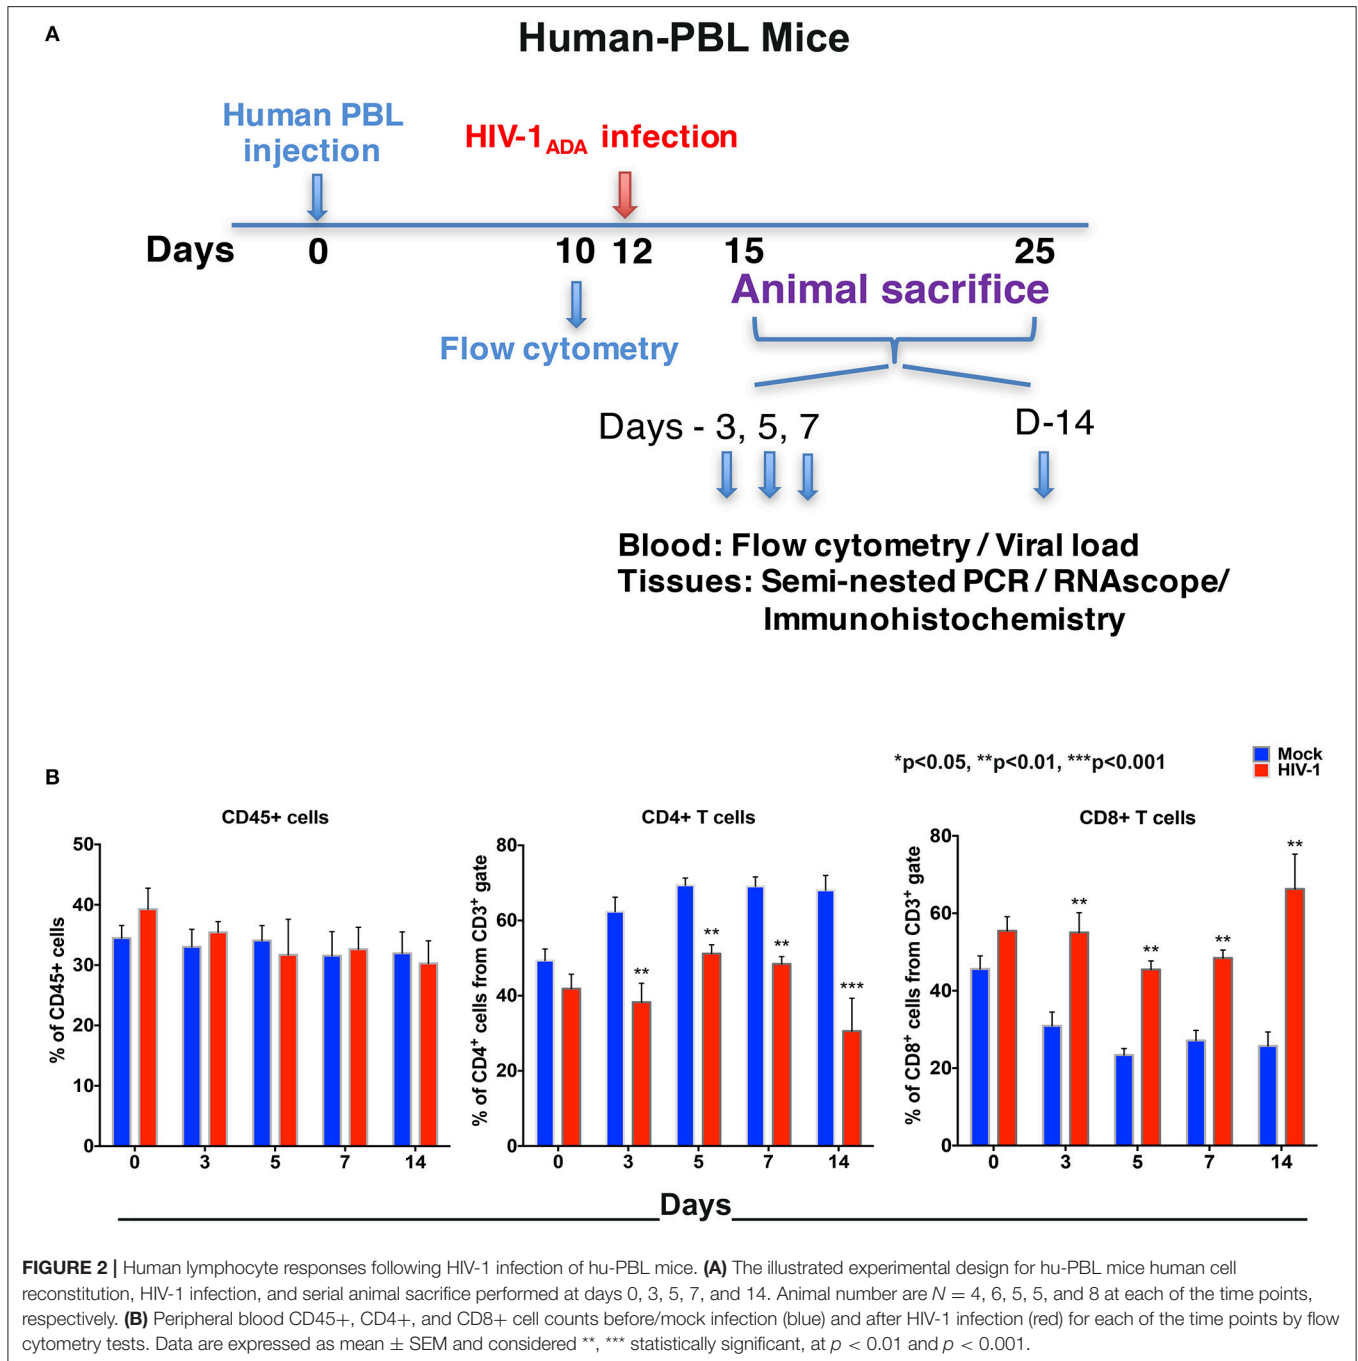 A
Human-PBL Mice
Human PBL
injection
HIV-1ADA infection
Days 0 10 12 15 25
Animal sacrifice
Flow cytometry
Days - 3, 5, 7 D-14
Blood: Flow cytometry / Viral load
Tissues: Semi-nested PCR / RNAscope/
Immunohistochemistry
B
*p<0.05, **p<0.01, ***p<0.001
Mock
HIV-1
CD45+ cells
% of CD45+ cells
50
40
30
20
10
0
0 3 5 7 14
CD4+ T cells
% of CD4+ cells from CD3+ gate
80
60
40
20
0
**
**
**
***
0 3 5 7 14
CD8+ T cells
% of CD8+ cells from CD3+ gate
80
60
40
20
0
**
**
**
**
0 3 5 7 14
Days
FIGURE 2 | Human lymphocyte responses following HIV-1 infection of hu-PBL mice. (A) The illustrated experimental design for hu-PBL mice human cell
reconstitution, HIV-1 infection, and serial animal sacrifice performed at days 0, 3, 5, 7, and 14. Animal number are N = 4, 6, 5, 5, and 8 at each of the time points,
respectively. (B) Peripheral blood CD45+, CD4+, and CD8+ cell counts before/mock infection (blue) and after HIV-1 infection (red) for each of the time points by flow
cytometry tests. Data are expressed as mean ± SEM and considered **, *** statistically significant, at p < 0.01 and p < 0.001.